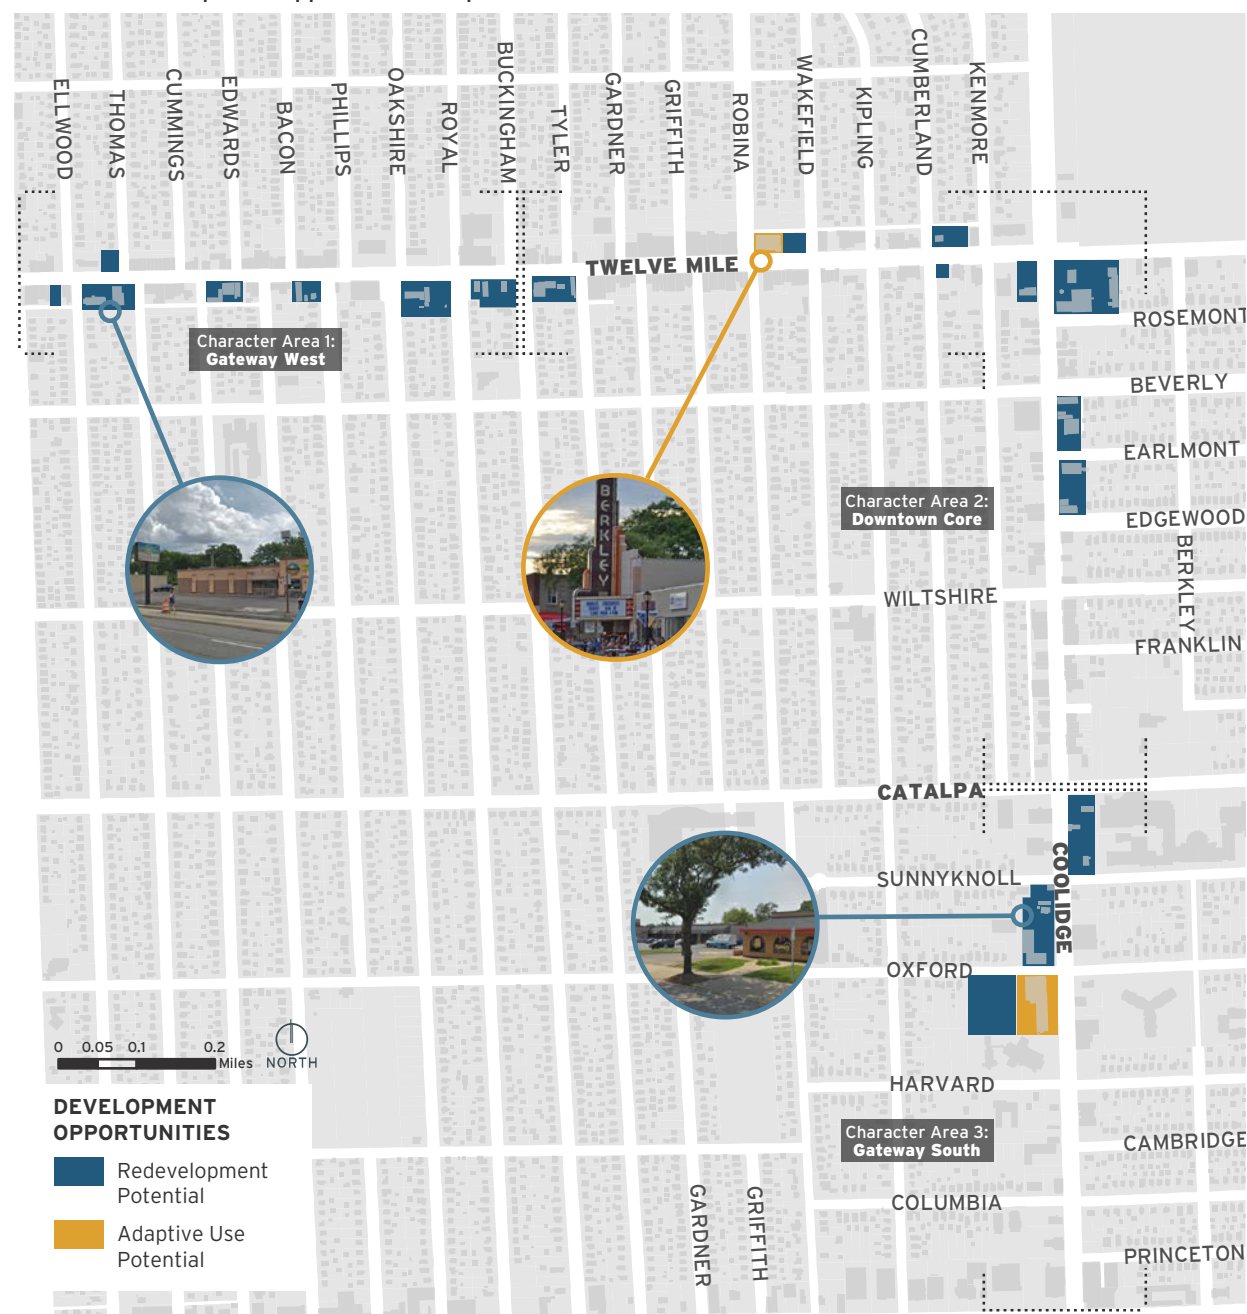 ELLWOOD
THOMAS
CUMMINGS
EDWARDS
BACON
PHILLIPS
OAKSHIRE
ROYAL
BUCKINGHAM
TYLER
GARDNER
GRIFFITH
ROBINA
WAKEFIELD
KIPLING
CUMBERLAND
KENMORE
TWELVE MILE
ROSEMONT
Character Area 1:
Gateway West
BEVERLY
EARLMONT
Character Area 2:
Downtown Core
EDGEWOOD
BERKLEY
BERKLEY
WILTSHIRE
FRANKLIN
CATALPA
COOLIDGE
SUNNYKNOLL
OXFORD
0 0.05 0.1 0.2
Miles
NORTH
HARVARD
DEVELOPMENT
OPPORTUNITIES
Redevelopment
Potential
Adaptive Use
Potential
Character Area 3:
Gateway South
CAMBRIDGE
COLUMBIA
GARDNER
GRIFFITH
PRINCETON